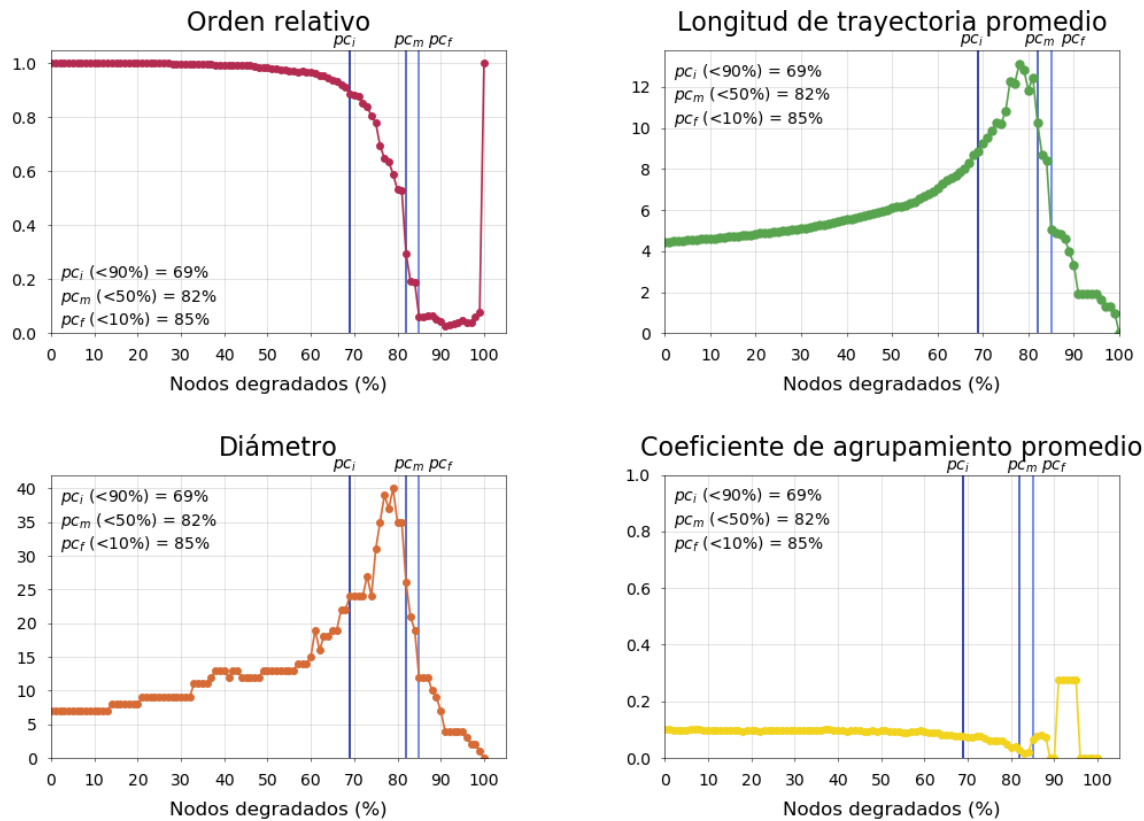 Orden relativo
pc_i pc_m pc_f
1.0
0.8
0.6
0.4
0.2
0.0
pc_i (<90%) = 69%
pc_m (<50%) = 82%
pc_f (<10%) = 85%
0 10 20 30 40 50 60 70 80 90 100
Nodos degradados (%)
Longitud de trayectoria promedio
pc_i pc_m pc_f
12
10
8
6
4
2
0
pc_i (<90%) = 69%
pc_m (<50%) = 82%
pc_f (<10%) = 85%
0 10 20 30 40 50 60 70 80 90 100
Nodos degradados (%)
Diámetro
pc_i pc_m pc_f
40
35
30
25
20
15
10
5
0
pc_i (<90%) = 69%
pc_m (<50%) = 82%
pc_f (<10%) = 85%
0 10 20 30 40 50 60 70 80 90 100
Nodos degradados (%)
Coeficiente de agrupamiento promedio
pc_i pc_m pc_f
1.0
0.8
0.6
0.4
0.2
0.0
pc_i (<90%) = 69%
pc_m (<50%) = 82%
pc_f (<10%) = 85%
0 10 20 30 40 50 60 70 80 90 100
Nodos degradados (%)